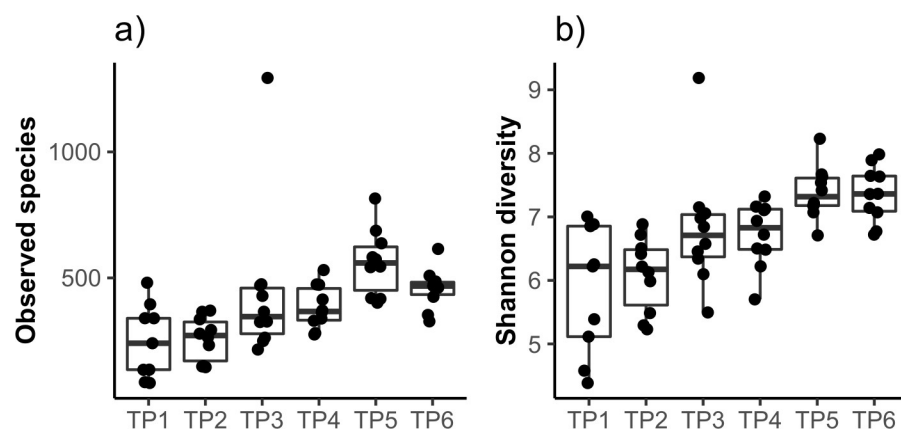 a)
Observed species
1000
500
TP1 TP2 TP3 TP4 TP5 TP6
b)
Shannon diversity
9
8
7
6
5
TP1 TP2 TP3 TP4 TP5 TP6